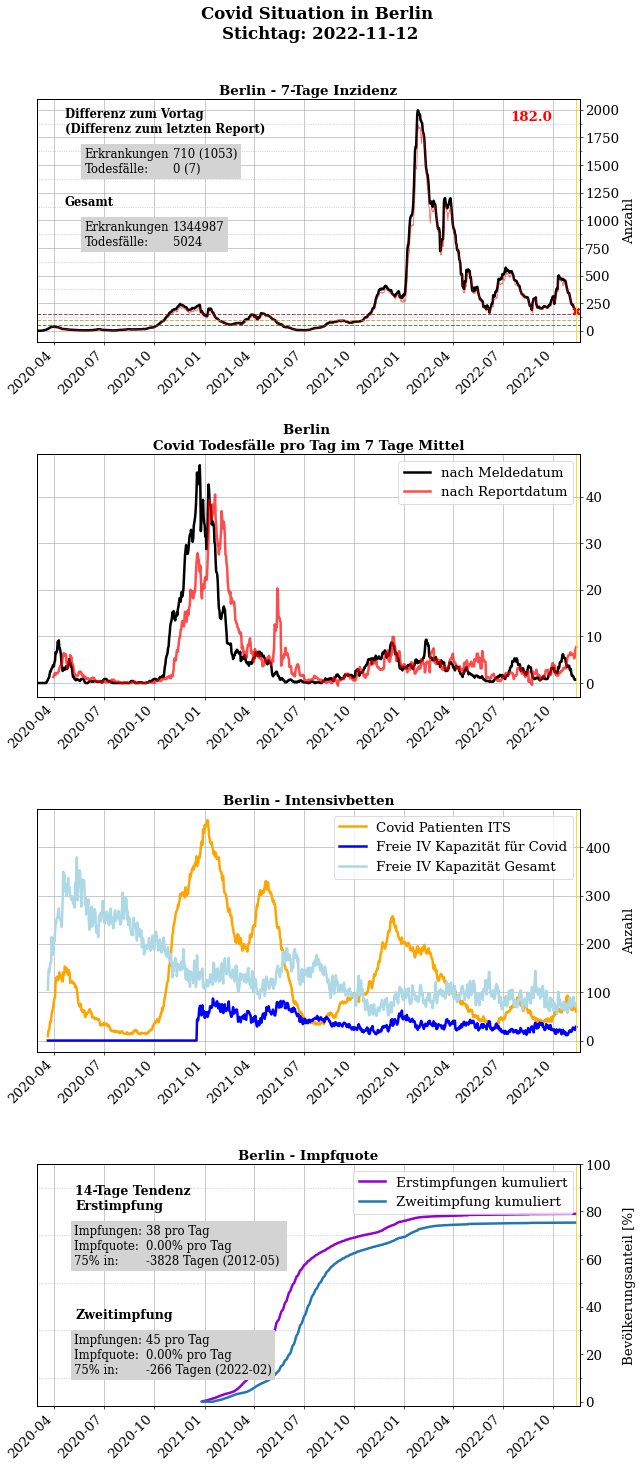 Covid Situation in Berlin
Stichtag: 2022-11-12
Berlin - 7-Tage Inzidenz
Differenz zum Vortag
(Differenz zum letzten Report)
Erkrankungen 710 (1053)
Todesfälle: 0 (7)
Gesamt
Erkrankungen 1344987
Todesfälle: 5024
182.0
2000
1750
1500
1250
1000
750
500
250
0
Anzahl
2020-04
2020-07
2020-10
2021-01
2021-04
2021-07
2021-10
2022-01
2022-04
2022-07
2022-10
Berlin
Covid Todesfälle pro Tag im 7 Tage Mittel
nach Meldedatum
nach Reportdatum
40
30
20
10
0
2020-04
2020-07
2020-10
2021-01
2021-04
2021-07
2021-10
2022-01
2022-04
2022-07
2022-10
Berlin - Intensivbetten
Covid Patienten ITS
Freie IV Kapazität für Covid
Freie IV Kapazität Gesamt
400
300
200
100
0
Anzahl
2020-04
2020-07
2020-10
2021-01
2021-04
2021-07
2021-10
2022-01
2022-04
2022-07
2022-10
Berlin - Impfquote
14-Tage Tendenz
Erstimpfung
Impfungen: 38 pro Tag
Impfquote: 0.00% pro Tag
75% in: -3828 Tagen (2012-05)
Zweitimpfung
Impfungen: 45 pro Tag
Impfquote: 0.00% pro Tag
75% in: -266 Tagen (2022-02)
Erstimpfungen kumuliert
Zweitimpfung kumuliert
100
80
60
40
20
0
Bevölkerungsanteil [%]
2020-04
2020-07
2020-10
2021-01
2021-04
2021-07
2021-10
2022-01
2022-04
2022-07
2022-10